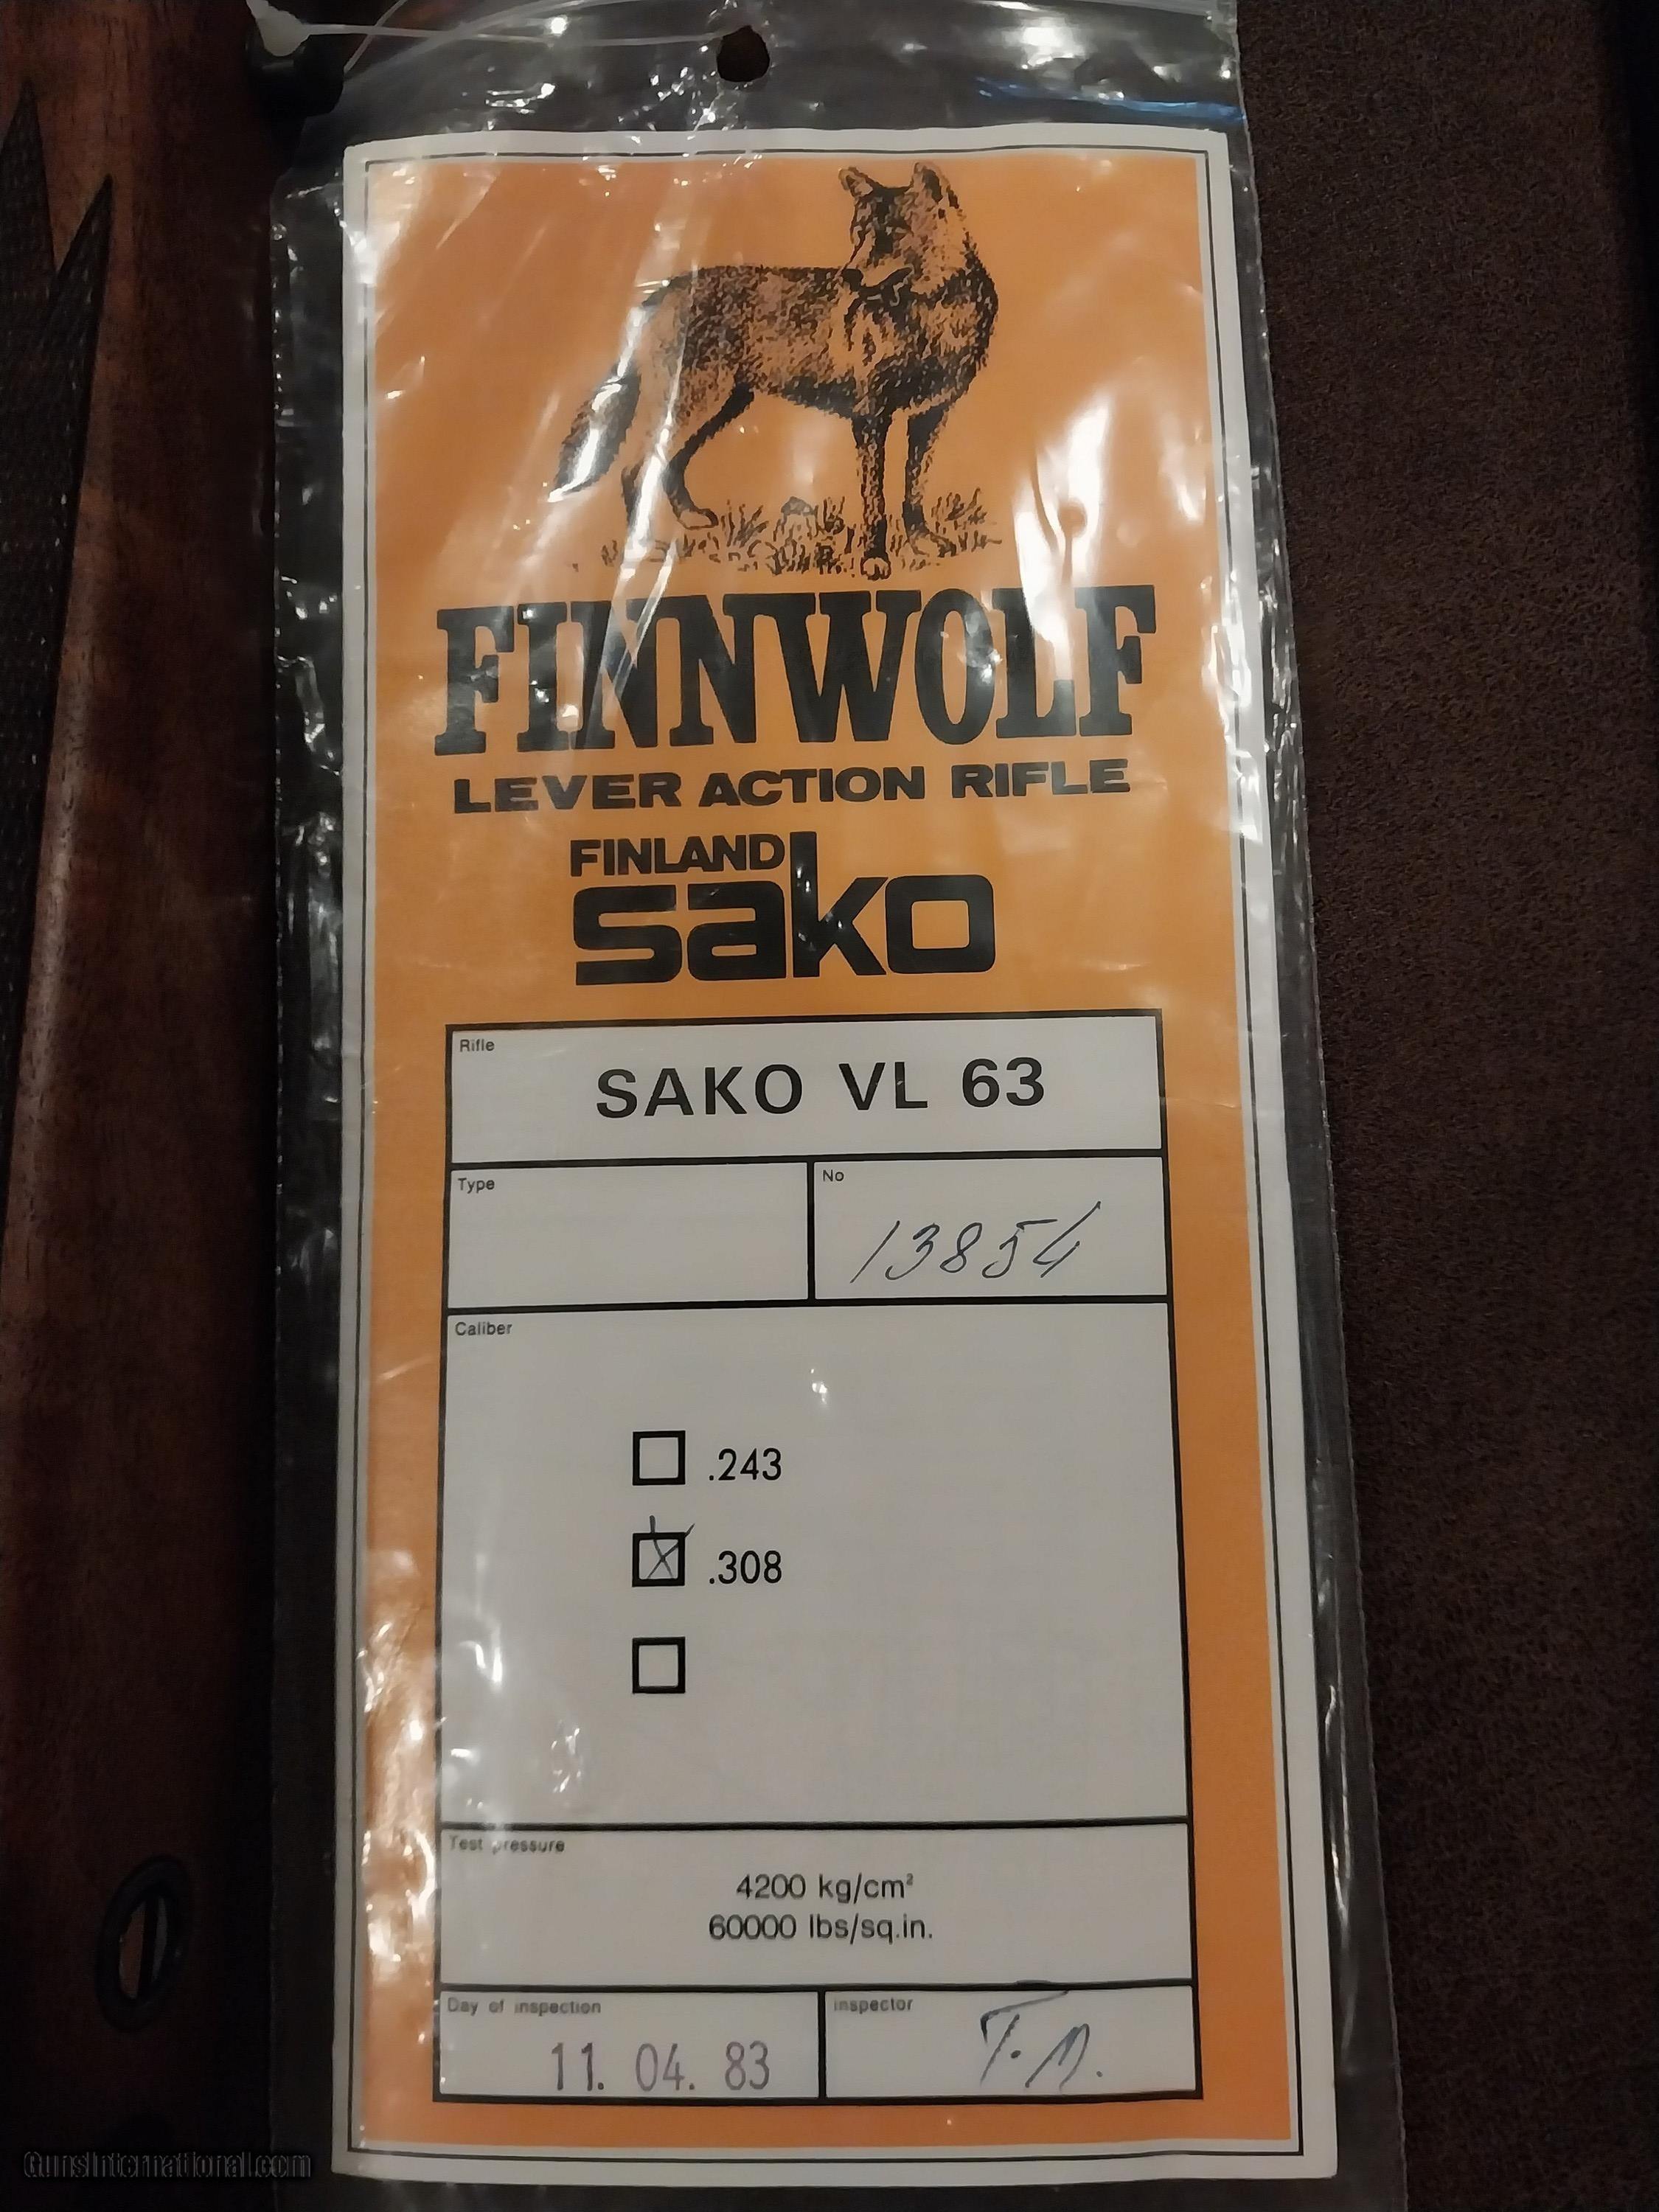 FINNWOLF
LEVER ACTION RIFLE
FINLAND
sako
Rifle
SAKO VL 63
Type
No
13854
Caliber
.243
.308
Test pressure
4200 kg/cm²
60000 lbs/sq.in.
Day of inspection
11. 04. 83
inspector
T.M.
GunsInternational.com